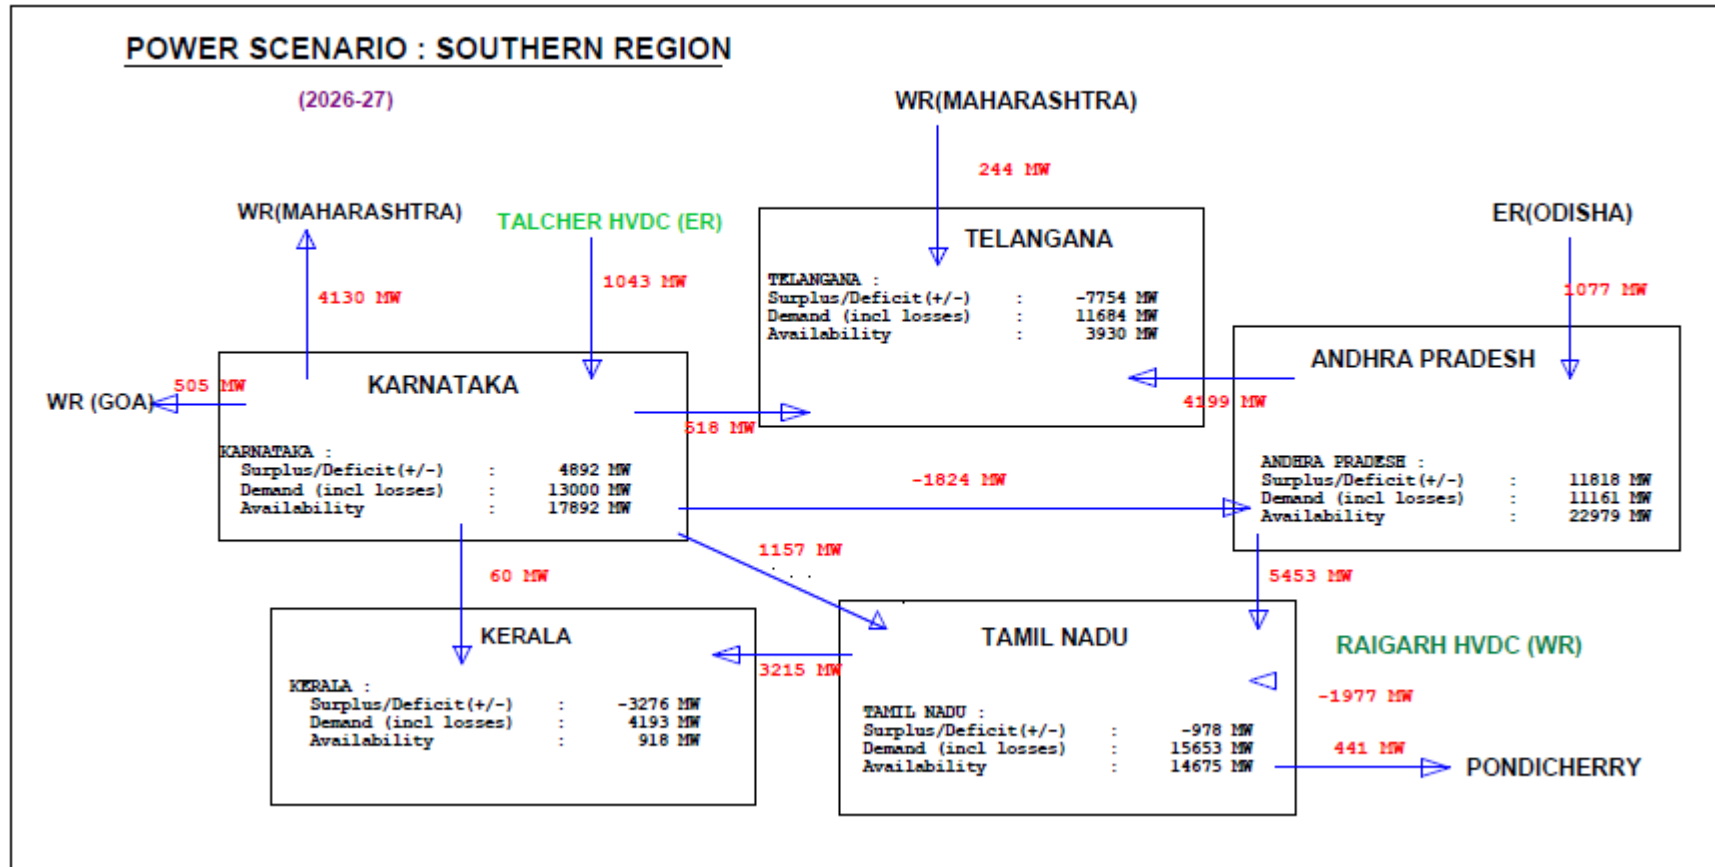 POWER SCENARIO : SOUTHERN REGION
(2026-27)
WR(MAHARASHTRA)
244 MW
WR(MAHARASHTRA)
TALCHER HVDC (ER)
ER(ODISHA)
4130 MW
1043 MW
1077 MW
TELANGANA
TELANGANA :
Surplus/Deficit(+/-) : -7754 MW
Demand (incl losses) : 11684 MW
Availability : 3930 MW
WR (GOA)
505 MW
KARNATAKA
518 MW
4199 MW
ANDHRA PRADESH
KARNATAKA :
Surplus/Deficit(+/-) : 4892 MW
Demand (incl losses) : 13000 MW
Availability : 17892 MW
-1824 MW
ANDHRA PRADESH :
Surplus/Deficit(+/-) : 11818 MW
Demand (incl losses) : 11161 MW
Availability : 22979 MW
60 MW
1157 MW
5453 MW
KERALA
3215 MW
TAMIL NADU
RAIGARH HVDC (WR)
-1977 MW
KERALA :
Surplus/Deficit(+/-) : -3276 MW
Demand (incl losses) : 4193 MW
Availability : 918 MW
TAMIL NADU :
Surplus/Deficit(+/-) : -978 MW
Demand (incl losses) : 15653 MW
Availability : 14675 MW
441 MW
PONDICHERRY